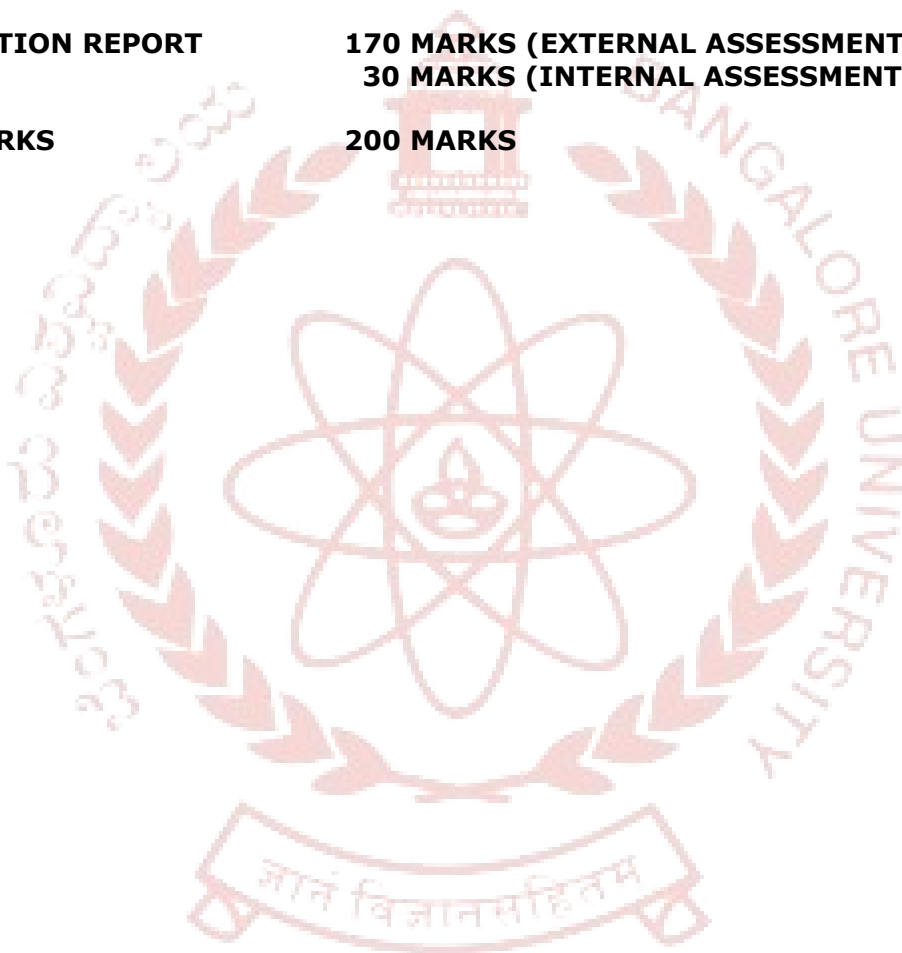 TION REPORT 170 MARKS (EXTERNAL ASSESSMENT
30 MARKS (INTERNAL ASSESSMENT
RKS 200 MARKS
BANGALORE UNIVERSITY
ज्ञानं विज्ञानसहितम्